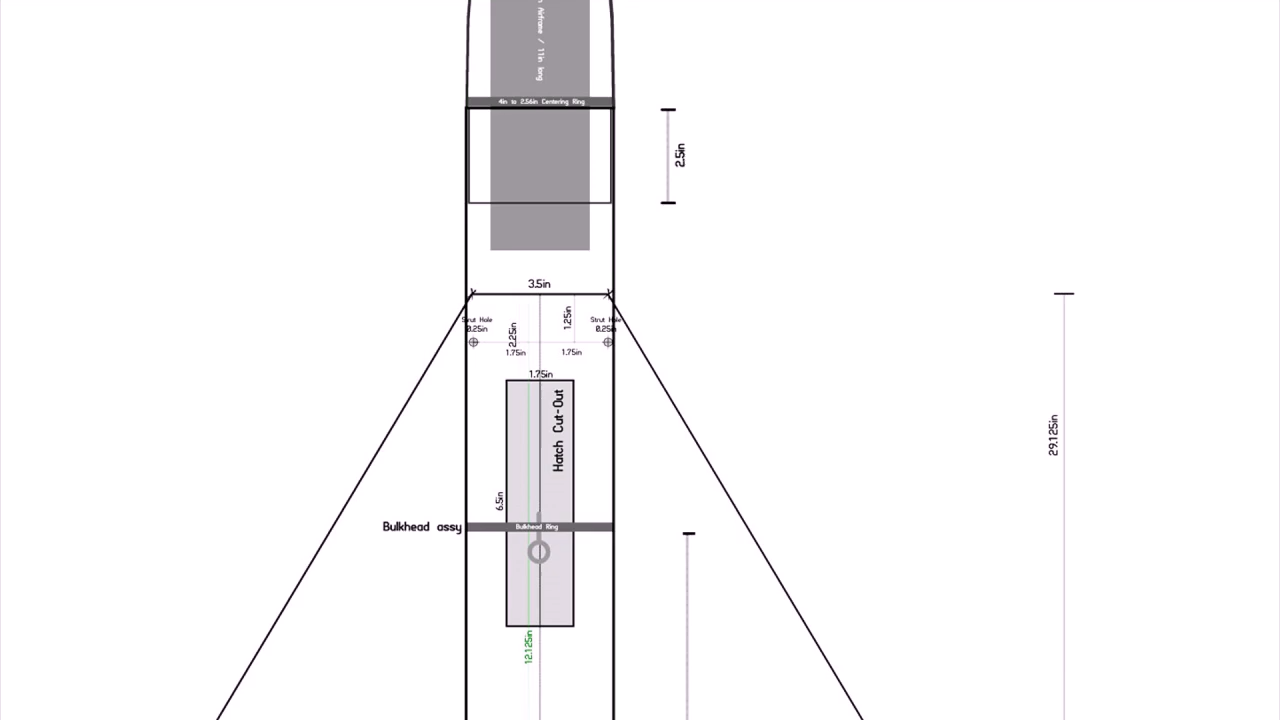 Airframe / 11in long
4in to 2.56in Centering Ring
2.5in
3.5in
Strut Hole
0.25in
2.25in
1.25in
Strut Hole
0.25in
1.75in
1.75in
1.75in
Hatch Cut-Out
29.125in
6.5in
Bulkhead assy
Bulkhead Ring
12.125in